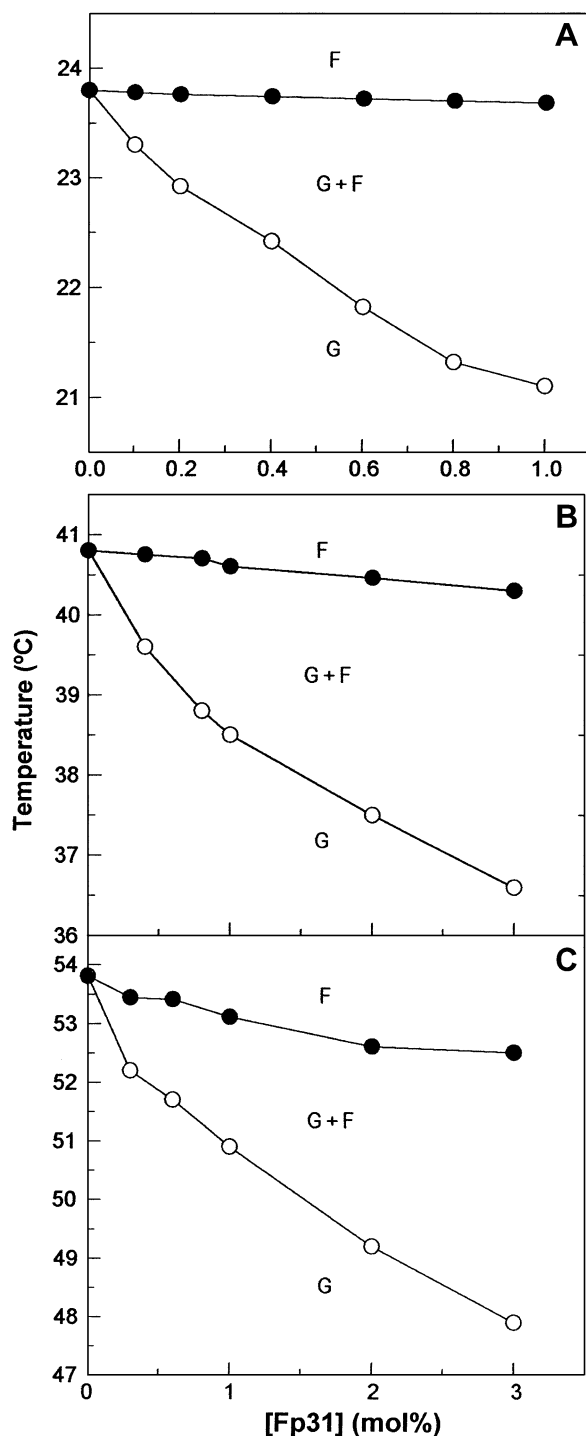 A
F
24
G + F
23
22
G
21
0.0 0.2 0.4 0.6 0.8 1.0
B
41
F
40
G + F
39
38
G
37
36
Temperature (ºC)
C
54
F
53
52
G + F
51
50
49
G
48
47
0 1 2 3
[Fp31] (mol%)